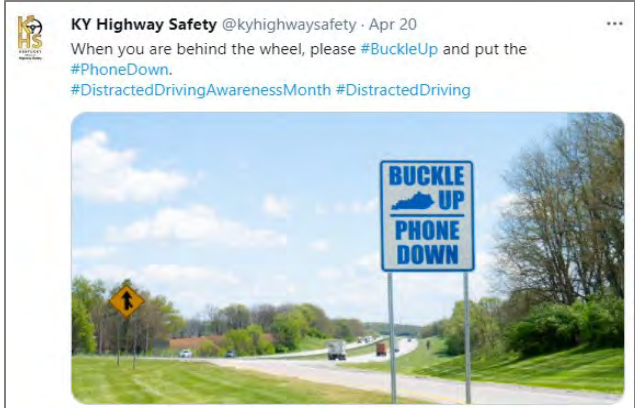 KY Highway Safety @kyhighwaysafety · Apr 20
When you are behind the wheel, please #BuckleUp and put the
#PhoneDown.
#DistractedDrivingAwarenessMonth #DistractedDriving
BUCKLE
UP
PHONE
DOWN